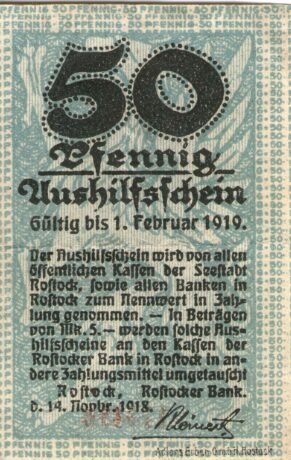 50
Pfennig
Aushilfsschein
Gültig bis 1. Februar 1919.
Der Aushilfsschein wird von allen
öffentlichen Kassen der Seestadt
Rostock, sowie allen Banken in
Rostock zum Nennwert in Zah-
lung genommen. — In Beträgen
von Mk. 5.— werden solche Aus-
hilfsscheine an den Kassen der
Rostocker Bank in Rostock in an-
dere Zahlungsmittel umgetauscht
Rostock, Rostocker Bank.
d. 14. Novbr. 1918.